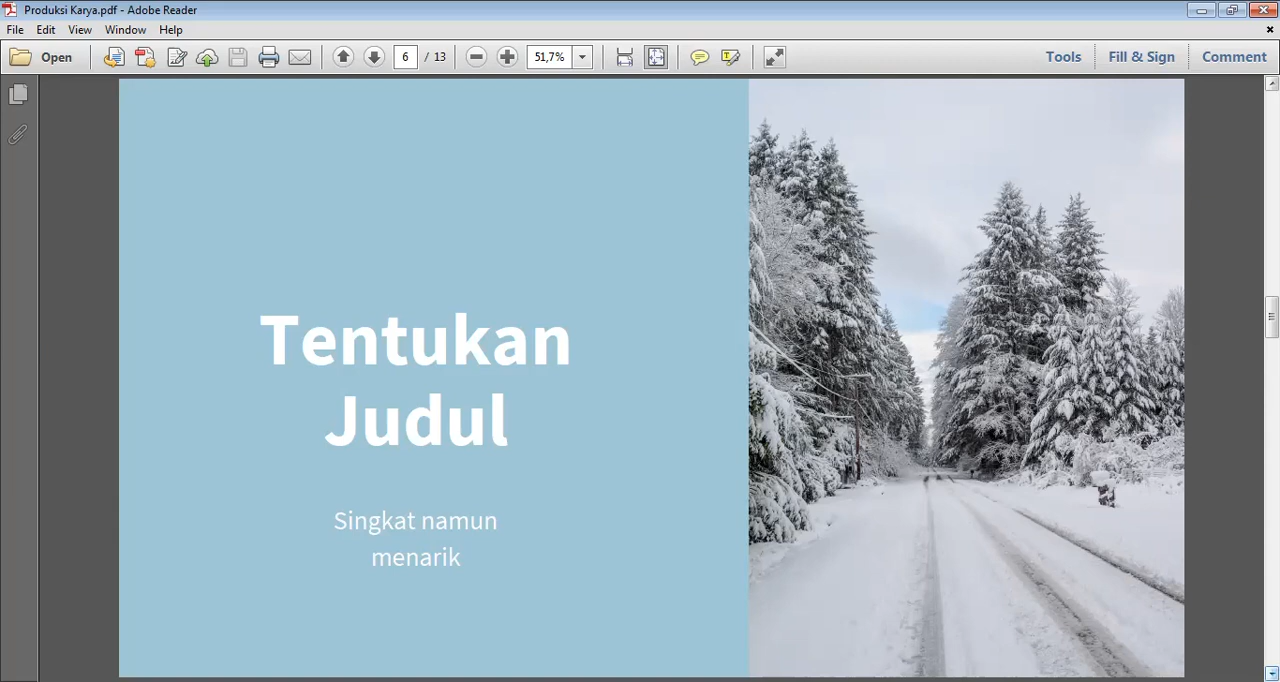 Produksi Karya.pdf - Adobe Reader
File Edit View Window Help
Open 6 / 13 51,7% Tools Fill & Sign Comment
Tentukan
Judul
Singkat namun
menarik